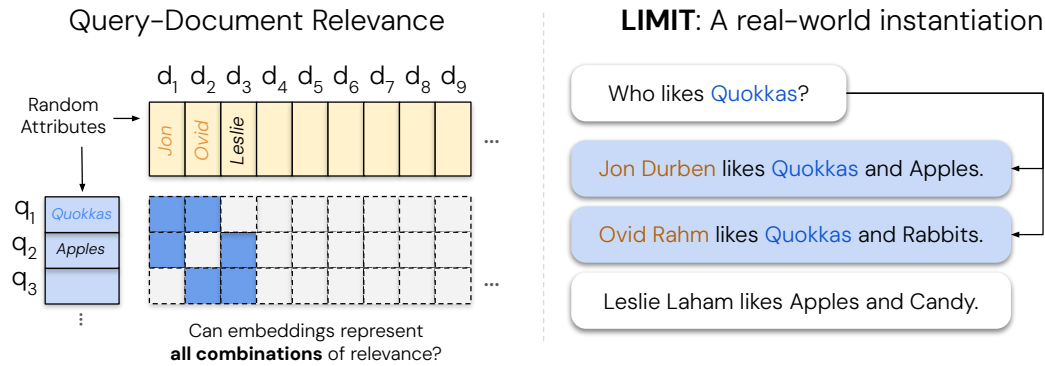 Query-Document Relevance
d1 d2 d3 d4 d5 d6 d7 d8 d9
Random
Attributes
Jon
Ovid
Leslie
...
q1 Quokkas
q2 Apples
q3
...
Can embeddings represent
all combinations of relevance?
LIMIT: A real-world instantiation
Who likes Quokkas?
Jon Durben likes Quokkas and Apples.
Ovid Rahm likes Quokkas and Rabbits.
Leslie Laham likes Apples and Candy.